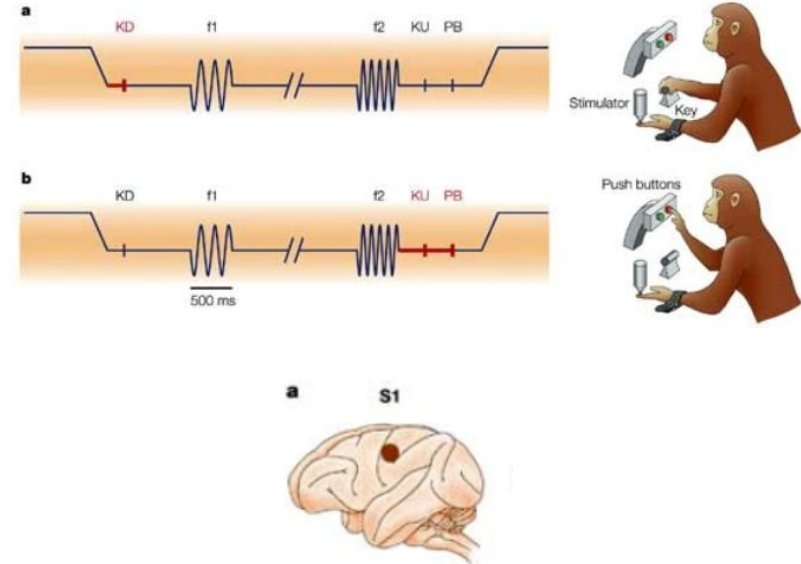 a
KD f1 f2 KU PB
Stimulator
Key
b
KD f1 f2 KU PB
Push buttons
500 ms
a S1